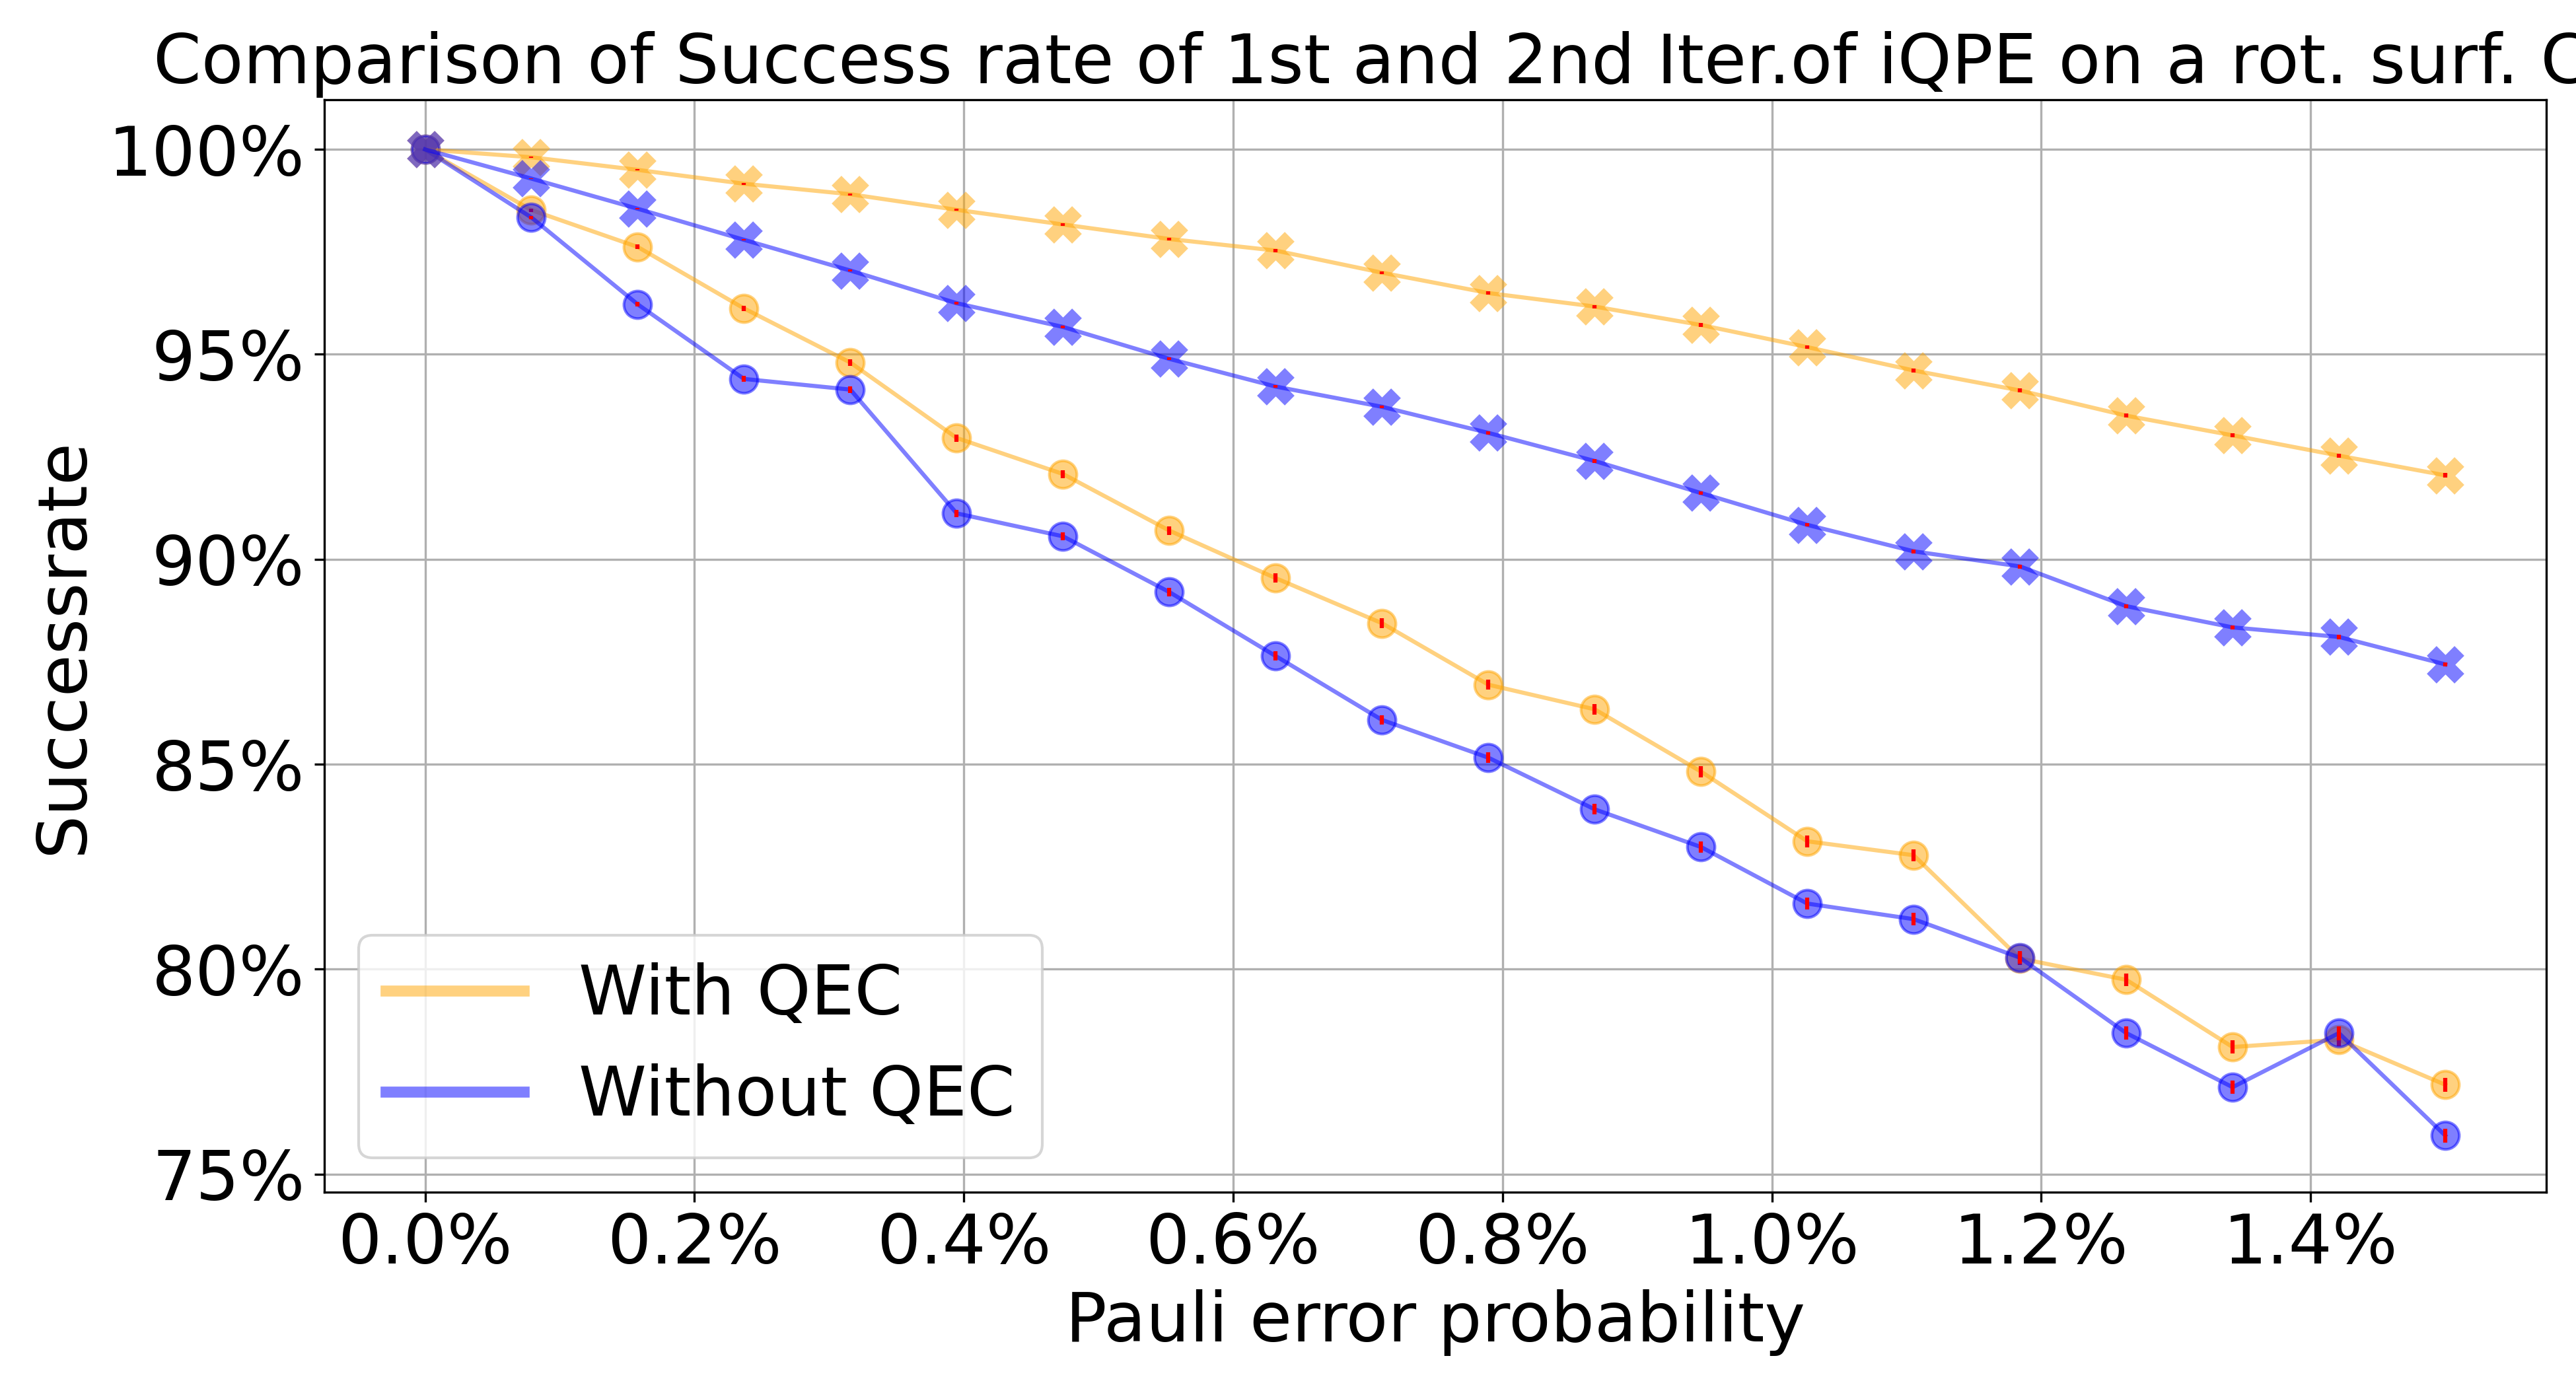 Comparison of Success rate of 1st and 2nd Iter.of iQPE on a rot. surf.
100%
95%
90%
85%
80%
75%
Successrate
With QEC
Without QEC
0.0% 0.2% 0.4% 0.6% 0.8% 1.0% 1.2% 1.4%
Pauli error probability